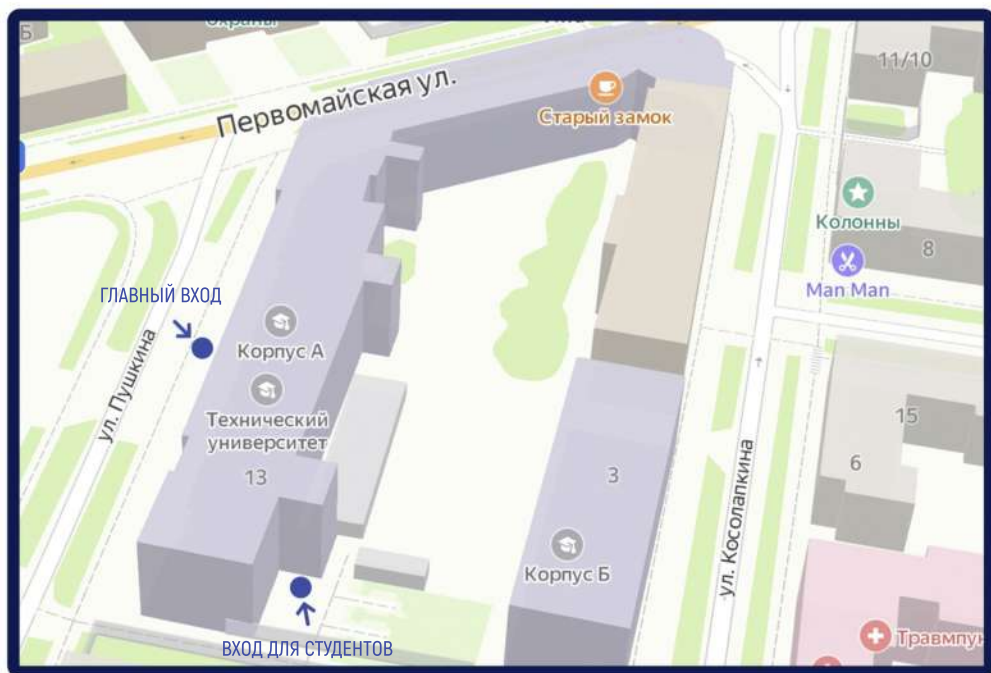 Б
охраны
11/10
Первомайская ул.
Старый замок
Колонны
8
Man Man
ГЛАВНЫЙ ВХОД
Корпус А
ул. Пушкина
Технический
университет
13
15
6
3
ул. Косолапкина
Корпус Б
Травмпун
ВХОД ДЛЯ СТУДЕНТОВ